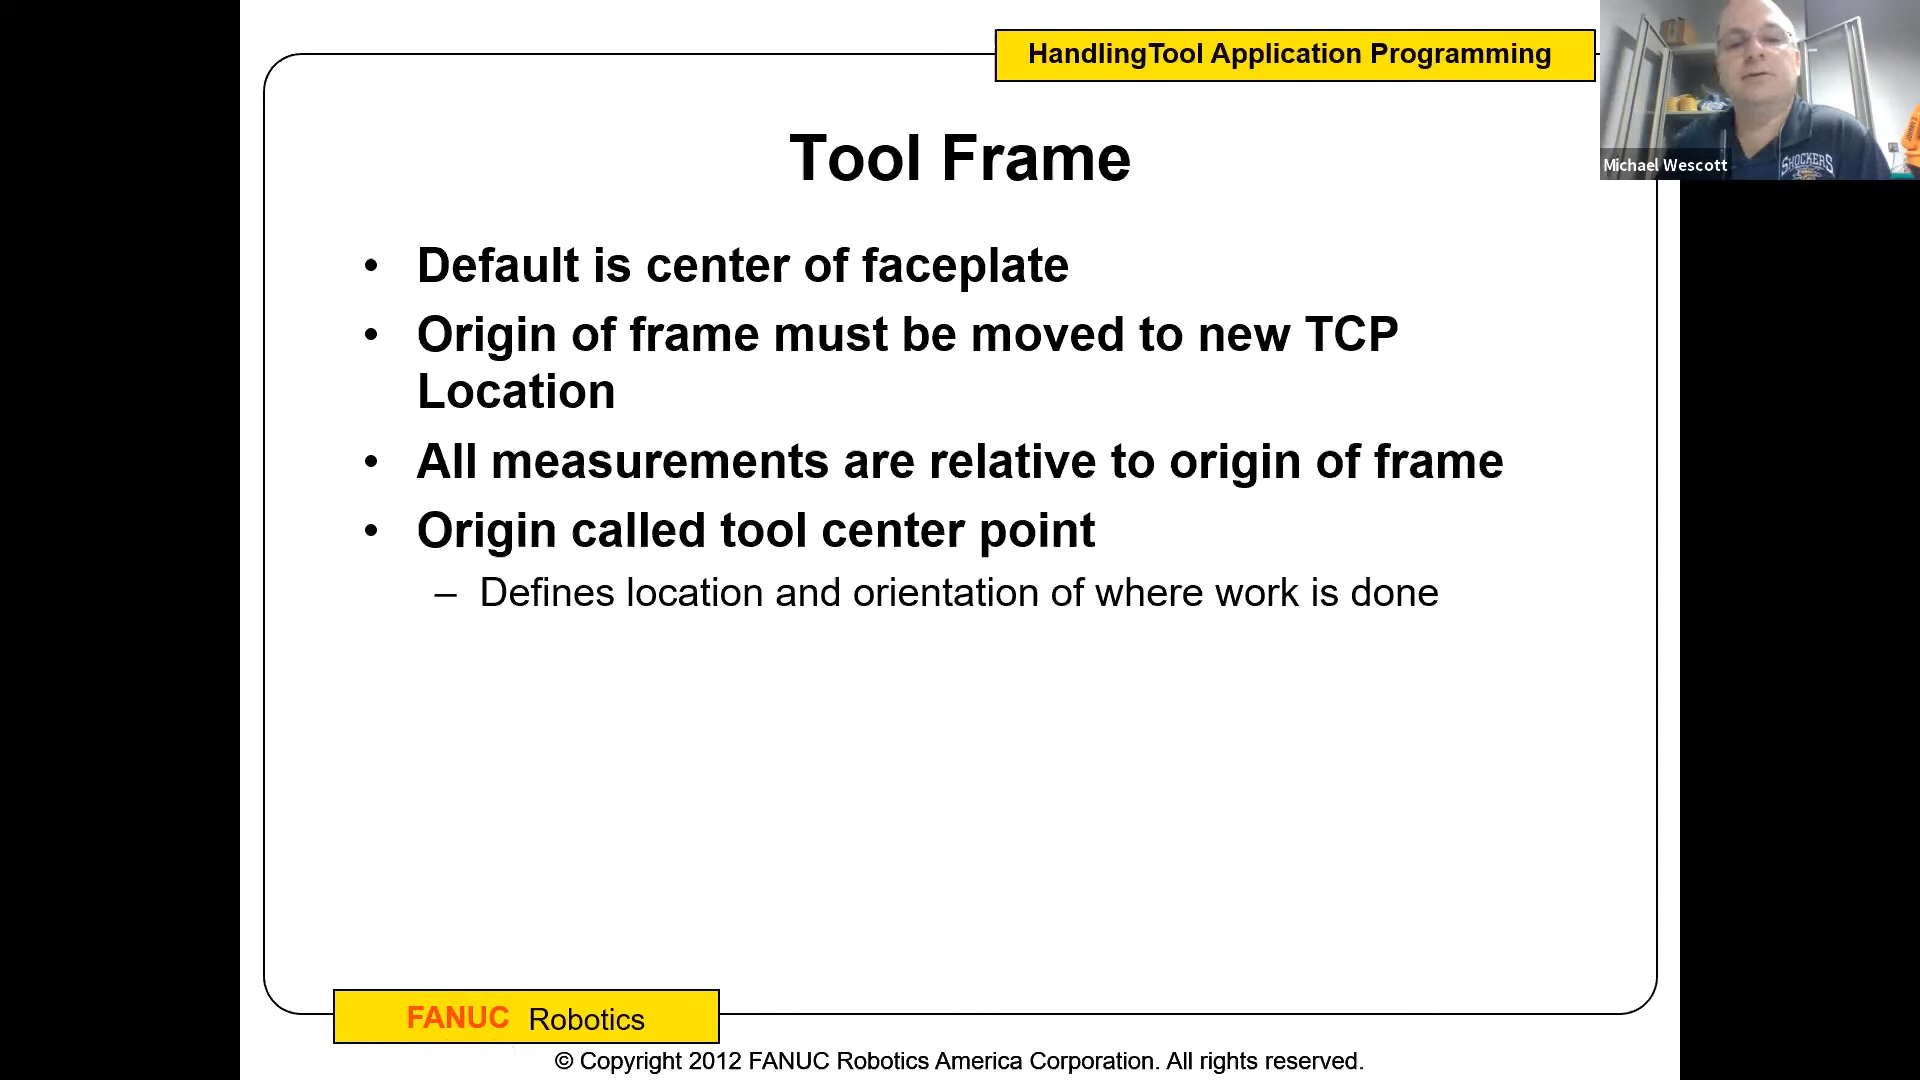 HandlingTool Application Programming
Michael Wescott
SHOCKERS
Tool Frame
• Default is center of faceplate
• Origin of frame must be moved to new TCP
Location
• All measurements are relative to origin of frame
• Origin called tool center point
– Defines location and orientation of where work is done
FANUC Robotics
© Copyright 2012 FANUC Robotics America Corporation. All rights reserved.